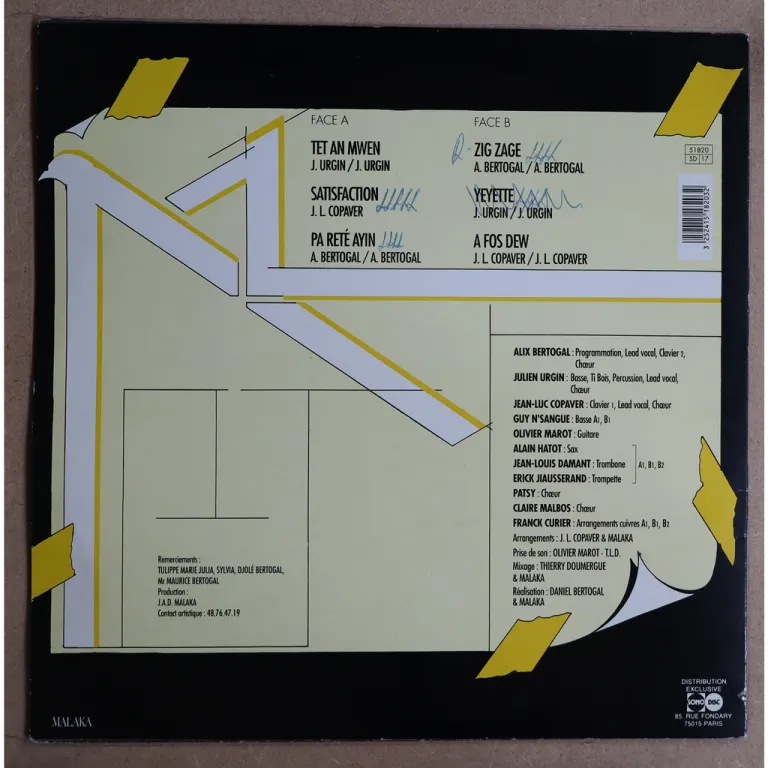 FACE A
TET AN MWEN
J. URGIN / J. URGIN
SATISFACTION
J. L. COPAVER
PA RETÉ AYIN
A. BERTOGAL / A. BERTOGAL
FACE B
ZIG ZAGE
A. BERTOGAL / A. BERTOGAL
YEYETTE
J. URGIN / J. URGIN
A FOS DEW
J. L. COPAVER / J. L. COPAVER
51820
SD 17
3 252415 182032
ALIX BERTOGAL : Programmation, Lead vocal, Clavier 2,
Chœur
JULIEN URGIN : Basse, Ti Bois, Percussion, Lead vocal,
Chœur
JEAN-LUC COPAVER : Clavier 1, Lead vocal, Chœur
GUY N'SANGUE : Basse A1, B1
OLIVIER MAROT : Guitare
ALAIN HATOT : Sax
JEAN-LOUIS DAMANT : Trombone
A1, B1, B2
ERICK JIAUSSERAND : Trompette
PATSY : Chœur
CLAIRE MALBOS : Chœur
FRANCK CURIER : Arrangements cuivres A1, B1, B2
Arrangements : J. L. COPAVER & MALAKA
Prise de son : OLIVIER MAROT - T.L.D.
Mixage : THIERRY DOUMERGUE
& MALAKA
Réalisation : DANIEL BERTOGAL
& MALAKA
Remerciements :
TULIPPE MARIE JULIA, SYLVIA, DJOLÉ BERTOGAL,
Mr MAURICE BERTOGAL
Production :
J.A.D. MALAKA
Contact artistique : 48.76.47.19
MALAKA
DISTRIBUTION
EXCLUSIVE
SONO DISC
85, RUE FONDARY
75015 PARIS